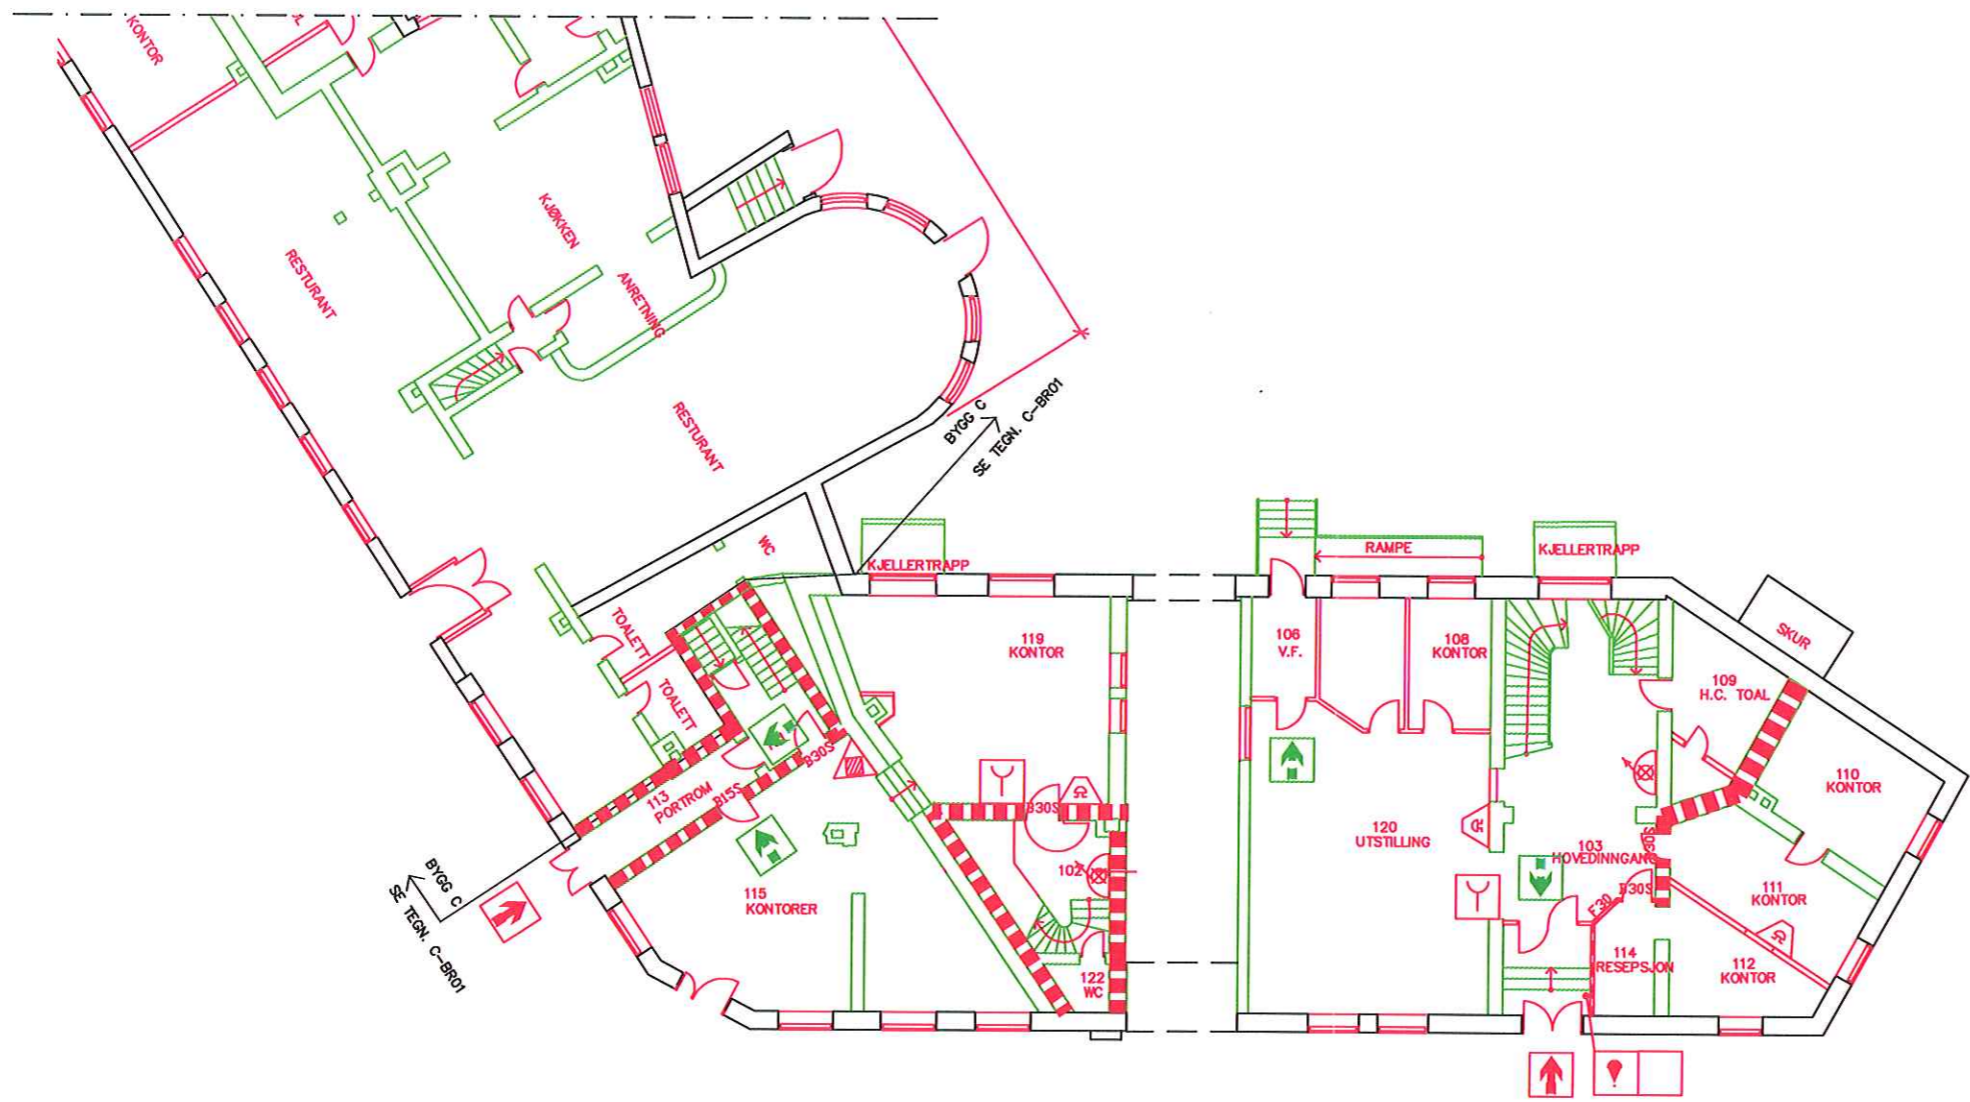 KONTOR
KJØKKEN
RESTURANT
ANRETNING
RESTURANT
BYGG C
SE TEGN. C-BR01
WC
KJELLERTRAPP
RAMPE
KJELLERTRAPP
SKUR
TOALETT
TOALETT
119
KONTOR
106
V.F.
108
KONTOR
109
H.C. TOAL
110
KONTOR
B30S
113
PORTROM
B15S
B30S
120
UTSTILLING
103
HOVEDINNGANG
B30S
B30S
F30
102
115
KONTORER
111
KONTOR
114
RESEPSJON
112
KONTOR
122
WC
BYGG C
SE TEGN. C-BR01